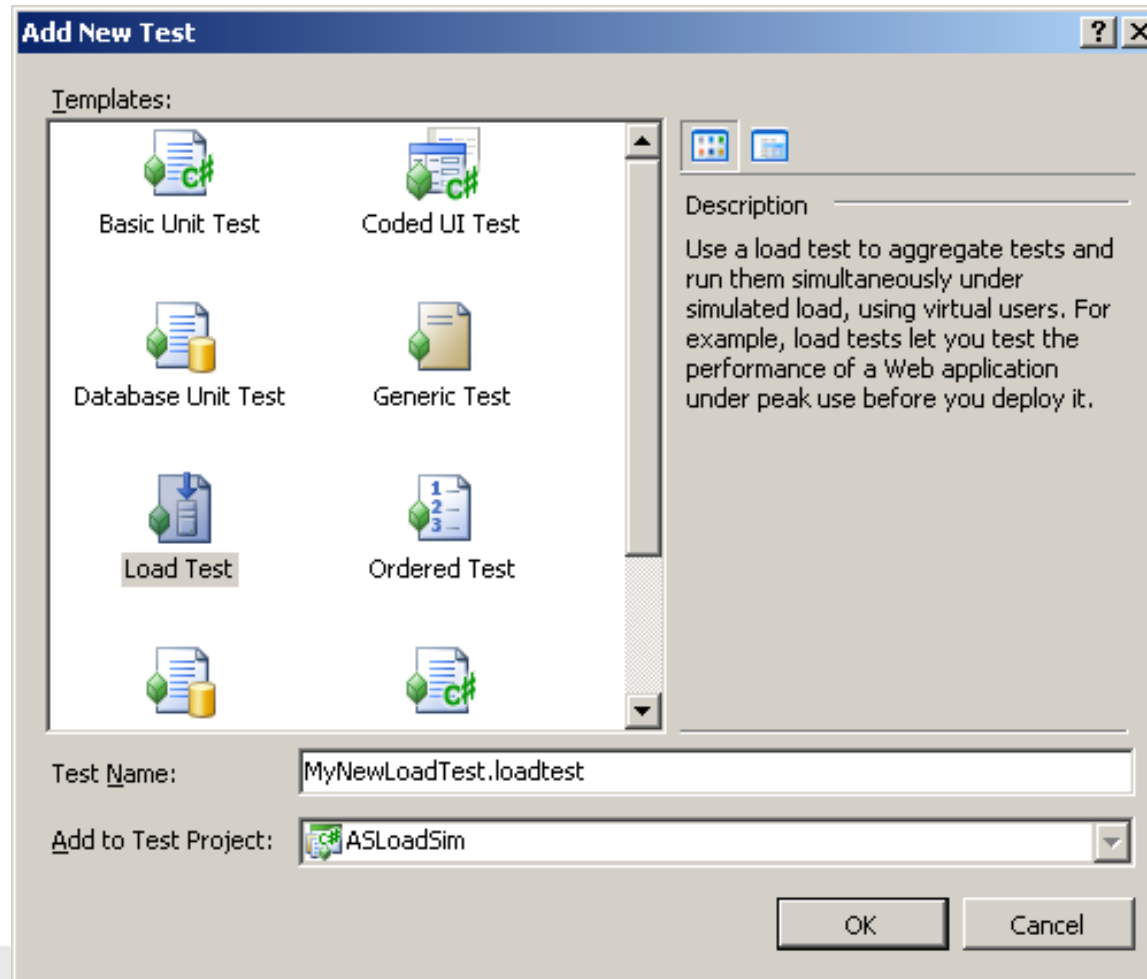 Add New Test
Templates:
Basic Unit Test
Coded UI Test
Database Unit Test
Generic Test
Load Test
Ordered Test
Description
Use a load test to aggregate tests and
run them simultaneously under
simulated load, using virtual users. For
example, load tests let you test the
performance of a Web application
under peak use before you deploy it.
Test Name:
MyNewLoadTest.loadtest
Add to Test Project:
ASLoadSim
OK
Cancel